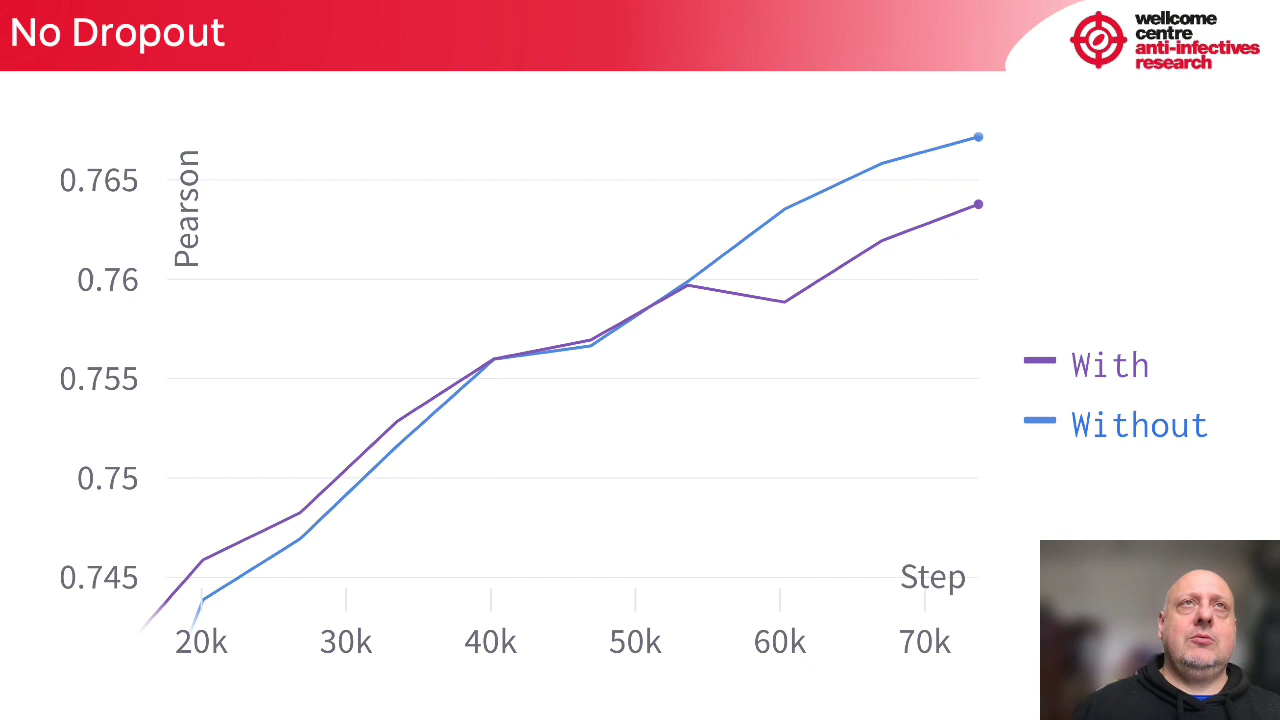 No Dropout
wellcome
centre
anti-infectives
research
Pearson
0.765
0.76
0.755
0.75
0.745
With
Without
Step
20k
30k
40k
50k
60k
70k